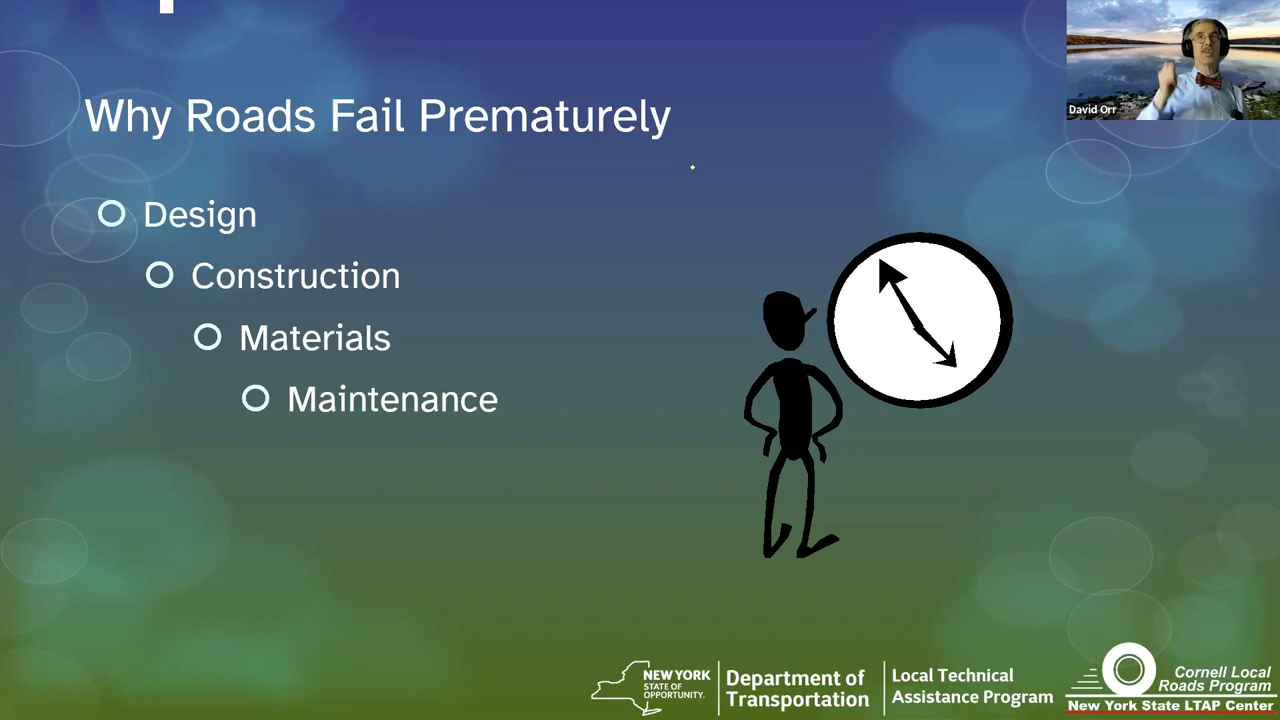 David Orr
Why Roads Fail Prematurely
Design
Construction
Materials
Maintenance
NEW YORK
STATE OF
OPPORTUNITY.
Department of
Transportation
Local Technical
Assistance Program
Cornell Local
Roads Program
New York State LTAP Center